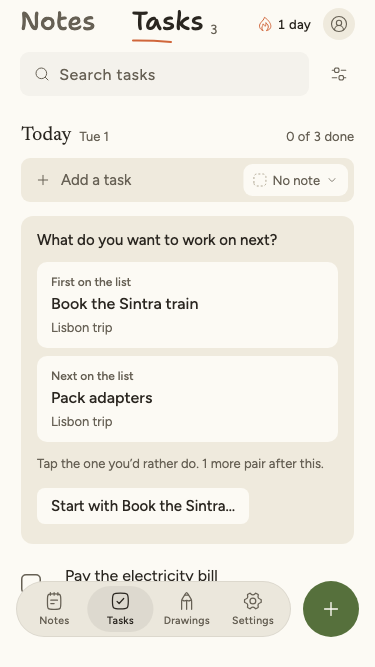 Notes
Tasks 3
1 day
Search tasks
Today Tue 1
0 of 3 done
Add a task
No note
What do you want to work on next?
First on the list
Book the Sintra train
Lisbon trip
Next on the list
Pack adapters
Lisbon trip
Tap the one you’d rather do. 1 more pair after this.
Start with Book the Sintra…
Pay the electricity bill
Notes
Tasks
Drawings
Settings